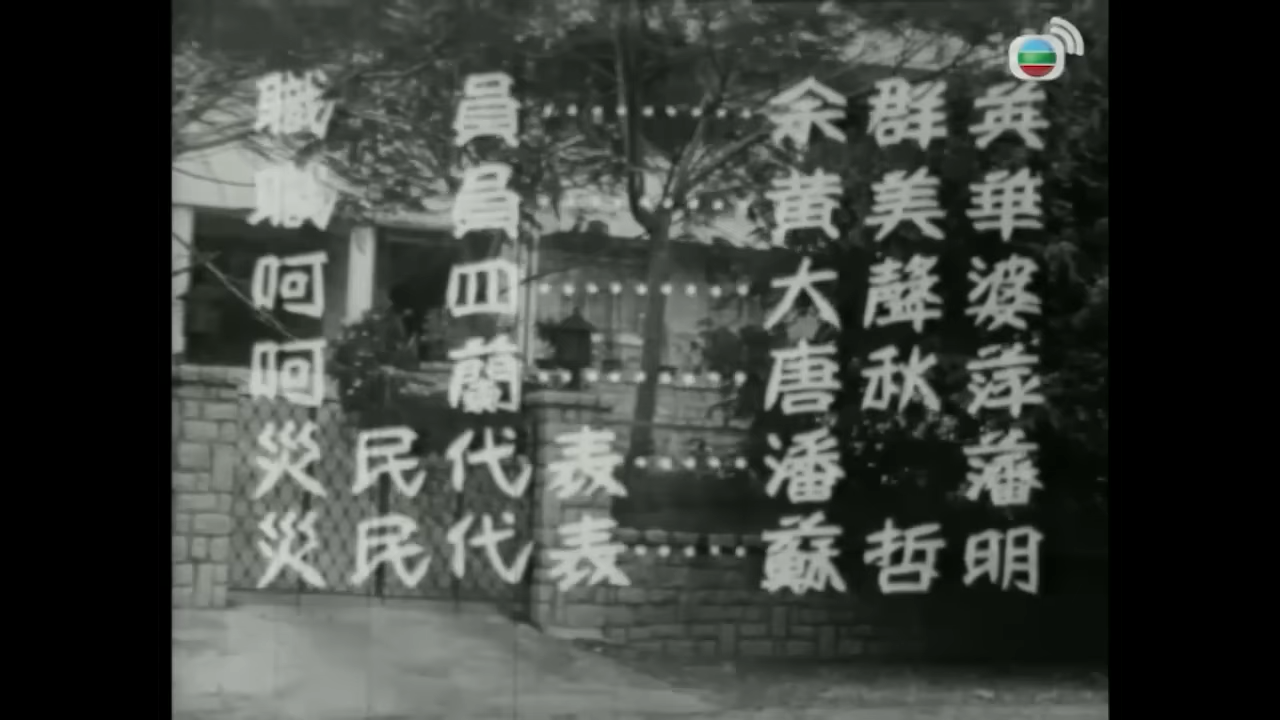 職員……余群英
職員……黃美華
呵四……大聲婆
呵蘭……唐秋萍
災民代表……潘藩
災民代表……蘇哲明